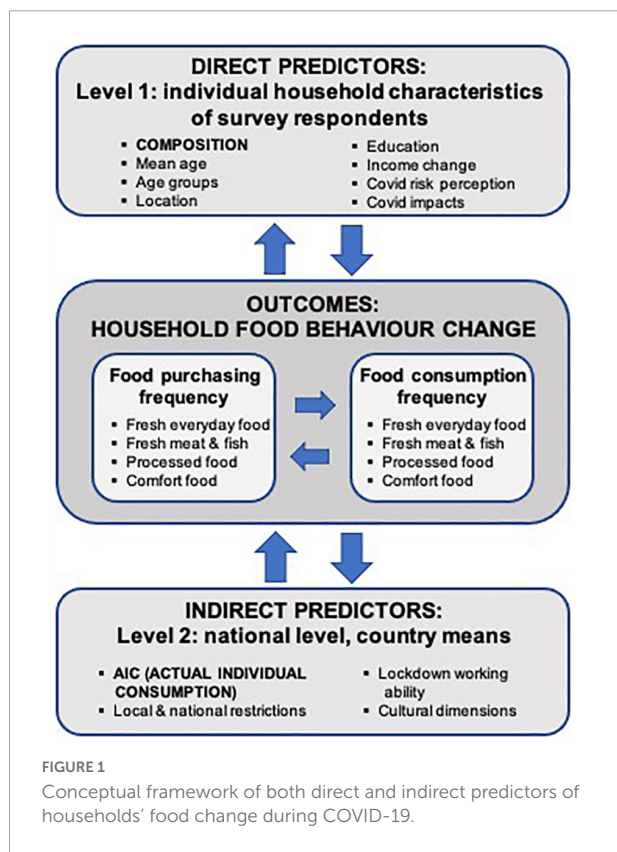 DIRECT PREDICTORS:
Level 1: individual household characteristics
of survey respondents
▪ COMPOSITION
▪ Mean age
▪ Age groups
▪ Location
▪ Education
▪ Income change
▪ Covid risk perception
▪ Covid impacts
OUTCOMES:
HOUSEHOLD FOOD BEHAVIOUR CHANGE
Food purchasing
frequency
▪ Fresh everyday food
▪ Fresh meat & fish
▪ Processed food
▪ Comfort food
Food consumption
frequency
▪ Fresh everyday food
▪ Fresh meat & fish
▪ Processed food
▪ Comfort food
INDIRECT PREDICTORS:
Level 2: national level, country means
▪ AIC (ACTUAL INDIVIDUAL
CONSUMPTION)
▪ Local & national restrictions
▪ Lockdown working
ability
▪ Cultural dimensions
FIGURE 1
Conceptual framework of both direct and indirect predictors of
households’ food change during COVID-19.